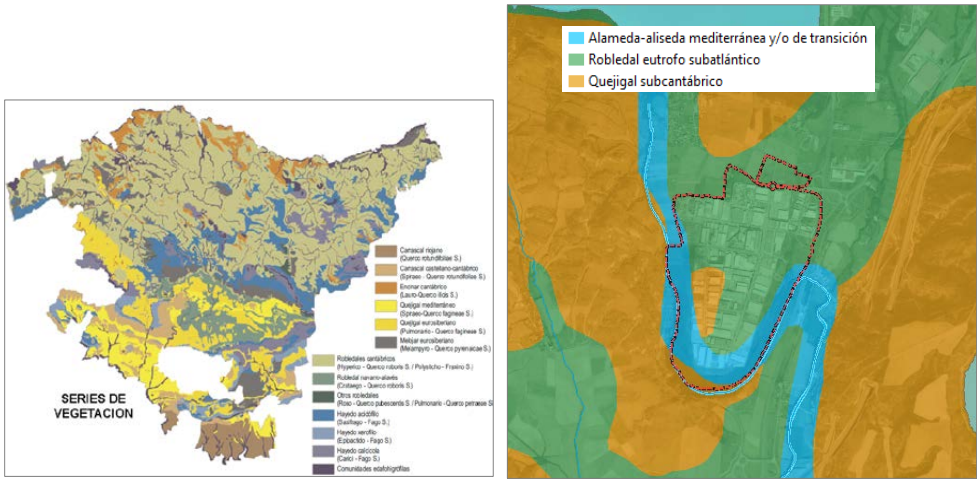 Alameda-aliseda mediterránea y/o de transición
Robledal eutrofo subatlántico
Quejigal subcantábrico
SERIES DE
VEGETACION
Carrascal riojano
(Querco rotundifoliae S.)
Carrascal castellano-cantábrico
(Spiraeo - Querco rotundifoliae S.)
Encinar cantábrico
(Lauro-Querco ilicis S.)
Quejigal mediterráneo
(Spiraeo-Querco fagineae S.)
Quejigal eurosiberiano
(Pulmonario - Querco fagineae S.)
Melojar eurosiberiano
(Melampyro - Querco pyrenaicae S.)
Robledales cantábricos
(Hyperico - Querco roboris S. / Polysticho - Fraxino S.)
Robledal navarro-alavés
(Crataego - Querco roboris S.)
Otros robledales
(Roso - Querco pubescentis S. / Pulmonario - Querco petraeae S
Hayedo acidófilo
(Saxifrago - Fago S.)
Hayedo xerofilo
(Epipactido - Fago S.)
Hayedo calcícola
(Carici - Fago S.)
Comunidades edafohigrófilas